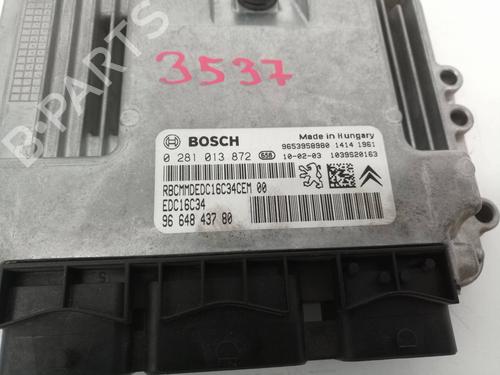 3537
BOSCH
Made in Hungary
9653958980 1414 1961
0 281 013 872 658 10-02-03 1039S20163
RBCMMDEDC16C34CEM 00
EDC16C34
96 648 437 80
B-PARTS